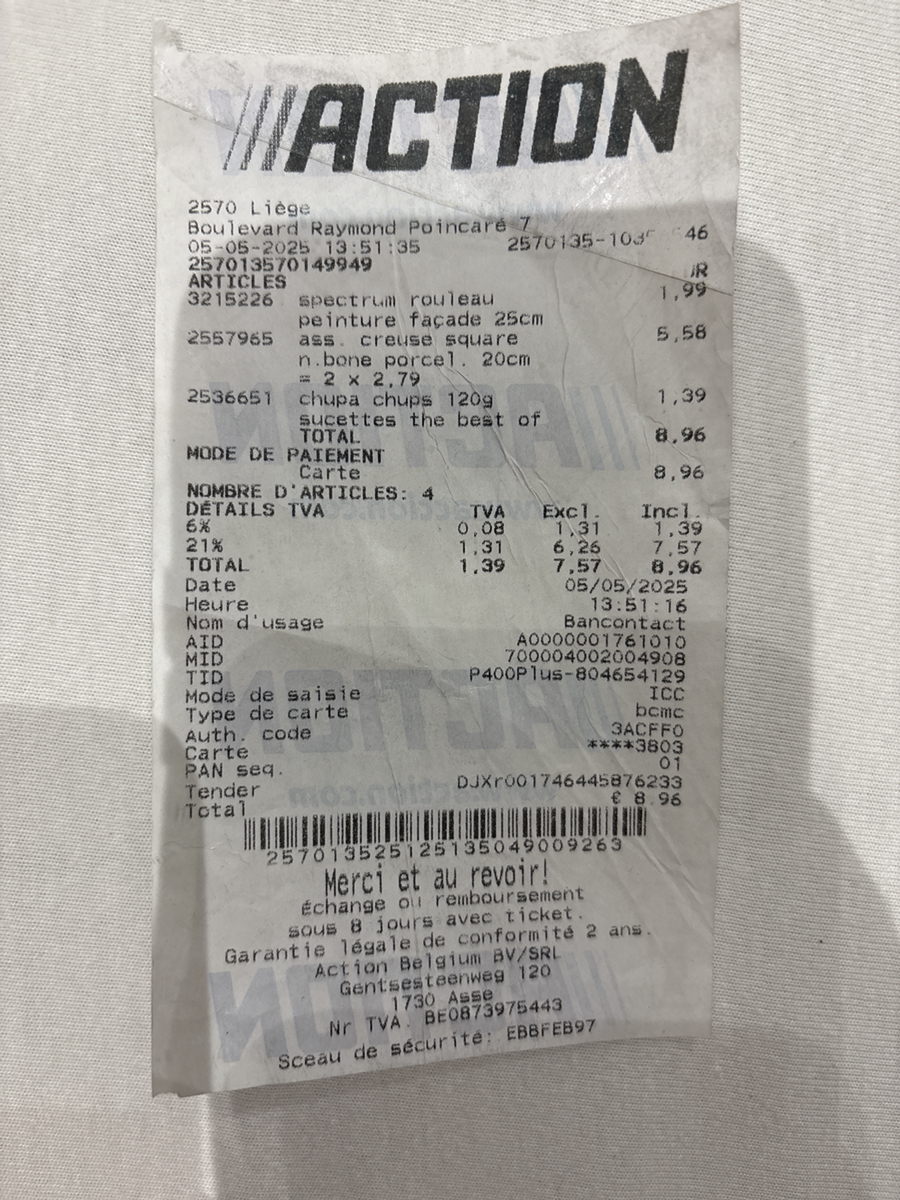 ACTION
2570 Liège
Boulevard Raymond Poincaré 7
05-05-2025 13:51:35
257013570149949
ARTICLES
3215226 spectrum rouleau 1,99
peinture façade 25cm
2557965 ass. creuse square 5,58
n.bone porcel. 20cm
= 2 x 2,79
2536651 chupa chups 120g 1,39
sucettes the best of
TOTAL 8,96
MODE DE PAIEMENT
Carte 8,96
NOMBRE D'ARTICLES: 4
DÉTAILS TVA TVA Excl. Incl.
6% 0,08 1,31 1,39
21% 1,31 6,26 7,57
TOTAL 1,39 7,57 8,96
Date 05/05/2025
Heure 13:51:16
Nom d'usage Bancontact
AID A0000001761010
MID 700004002004908
TID P400Plus-804654129
Mode de saisie ICC
Type de carte bcmc
Auth. code 3ACFF0
Carte ****3803
PAN seq. 01
Tender DJXr001746445876233
Total € 8.96
257013525125135049009263
Merci et au revoir!
échange ou remboursement
sous 8 jours avec ticket.
Garantie légale de conformité 2 ans.
Action Belgium BV/SRL
Gentsesteenweg 120
1730 Asse
Nr TVA. BE0873975443
Sceau de sécurité: EBBFEB97